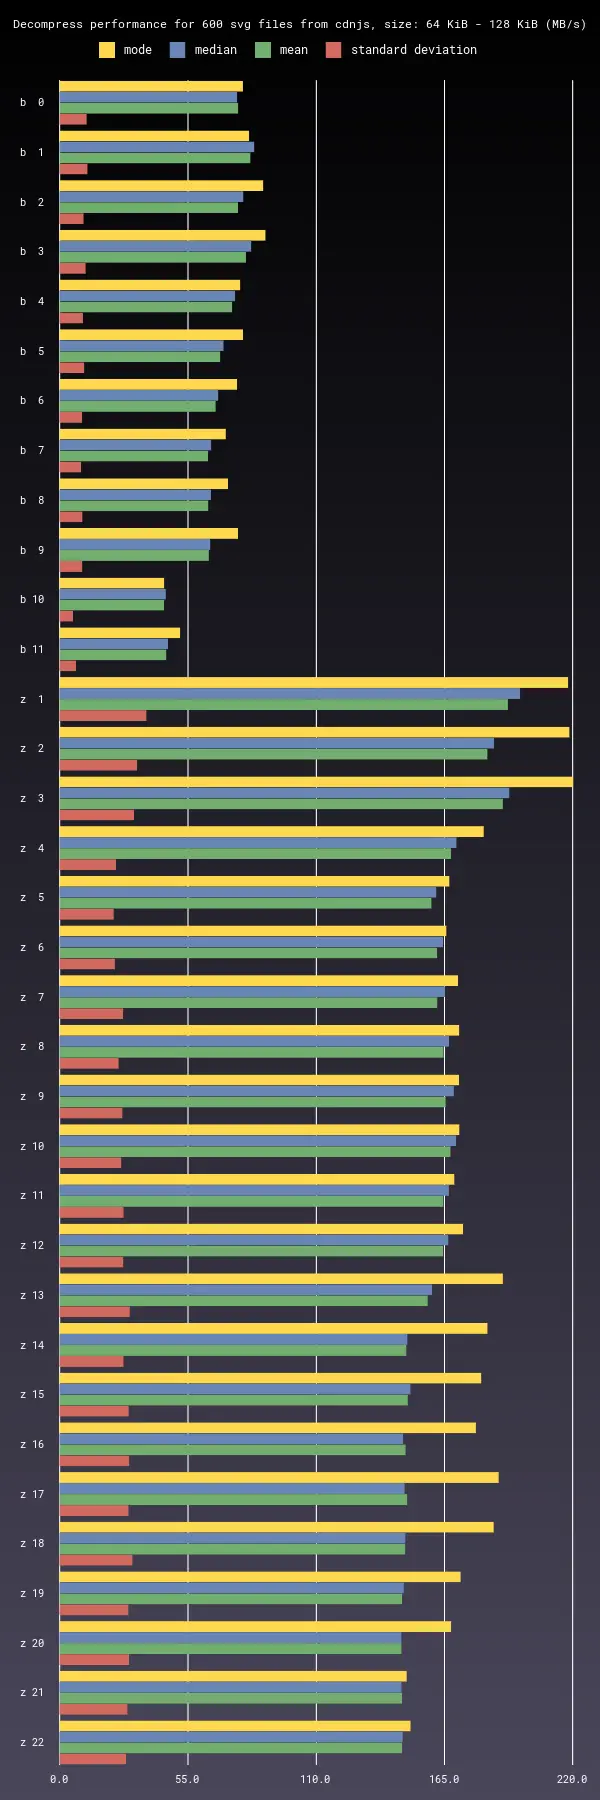 Decompress performance for 600 svg files from cdnjs, size: 64 KiB - 128 KiB (MB/s)
mode median mean standard deviation
b 0
b 1
b 2
b 3
b 4
b 5
b 6
b 7
b 8
b 9
b 10
b 11
z 1
z 2
z 3
z 4
z 5
z 6
z 7
z 8
z 9
z 10
z 11
z 12
z 13
z 14
z 15
z 16
z 17
z 18
z 19
z 20
z 21
z 22
0.0 55.0 110.0 165.0 220.0